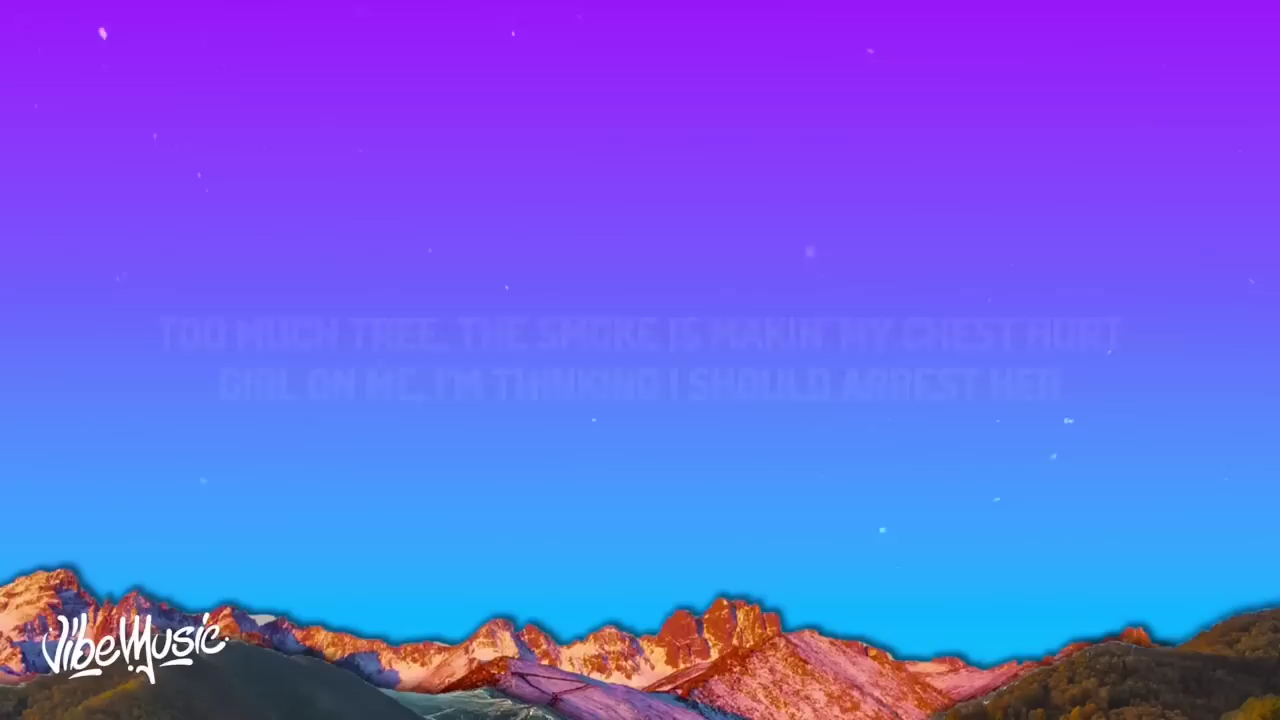 TOO MUCH TREE, THE SMOKE IS MAKIN' MY CHEST HURT
GIRL ON ME, I'M THINKING I SHOULD ARREST HER
VibeMusic